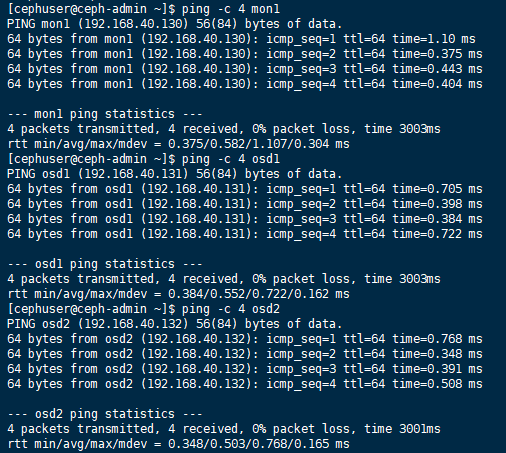 [cephuser@ceph-admin ~]$ ping -c 4 mon1
PING mon1 (192.168.40.130) 56(84) bytes of data.
64 bytes from mon1 (192.168.40.130): icmp_seq=1 ttl=64 time=1.10 ms
64 bytes from mon1 (192.168.40.130): icmp_seq=2 ttl=64 time=0.375 ms
64 bytes from mon1 (192.168.40.130): icmp_seq=3 ttl=64 time=0.443 ms
64 bytes from mon1 (192.168.40.130): icmp_seq=4 ttl=64 time=0.404 ms

--- mon1 ping statistics ---
4 packets transmitted, 4 received, 0% packet loss, time 3003ms
rtt min/avg/max/mdev = 0.375/0.582/1.107/0.304 ms
[cephuser@ceph-admin ~]$ ping -c 4 osd1
PING osd1 (192.168.40.131) 56(84) bytes of data.
64 bytes from osd1 (192.168.40.131): icmp_seq=1 ttl=64 time=0.705 ms
64 bytes from osd1 (192.168.40.131): icmp_seq=2 ttl=64 time=0.398 ms
64 bytes from osd1 (192.168.40.131): icmp_seq=3 ttl=64 time=0.384 ms
64 bytes from osd1 (192.168.40.131): icmp_seq=4 ttl=64 time=0.722 ms

--- osd1 ping statistics ---
4 packets transmitted, 4 received, 0% packet loss, time 3003ms
rtt min/avg/max/mdev = 0.384/0.552/0.722/0.162 ms
[cephuser@ceph-admin ~]$ ping -c 4 osd2
PING osd2 (192.168.40.132) 56(84) bytes of data.
64 bytes from osd2 (192.168.40.132): icmp_seq=1 ttl=64 time=0.768 ms
64 bytes from osd2 (192.168.40.132): icmp_seq=2 ttl=64 time=0.348 ms
64 bytes from osd2 (192.168.40.132): icmp_seq=3 ttl=64 time=0.391 ms
64 bytes from osd2 (192.168.40.132): icmp_seq=4 ttl=64 time=0.508 ms

--- osd2 ping statistics ---
4 packets transmitted, 4 received, 0% packet loss, time 3001ms
rtt min/avg/max/mdev = 0.348/0.503/0.768/0.165 ms